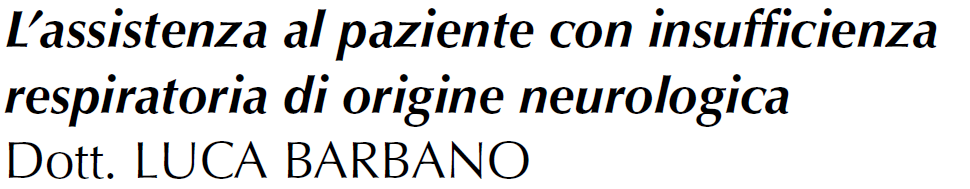 L’assistenza al paziente con insufficienza
respiratoria di origine neurologica
Dott. LUCA BARBANO